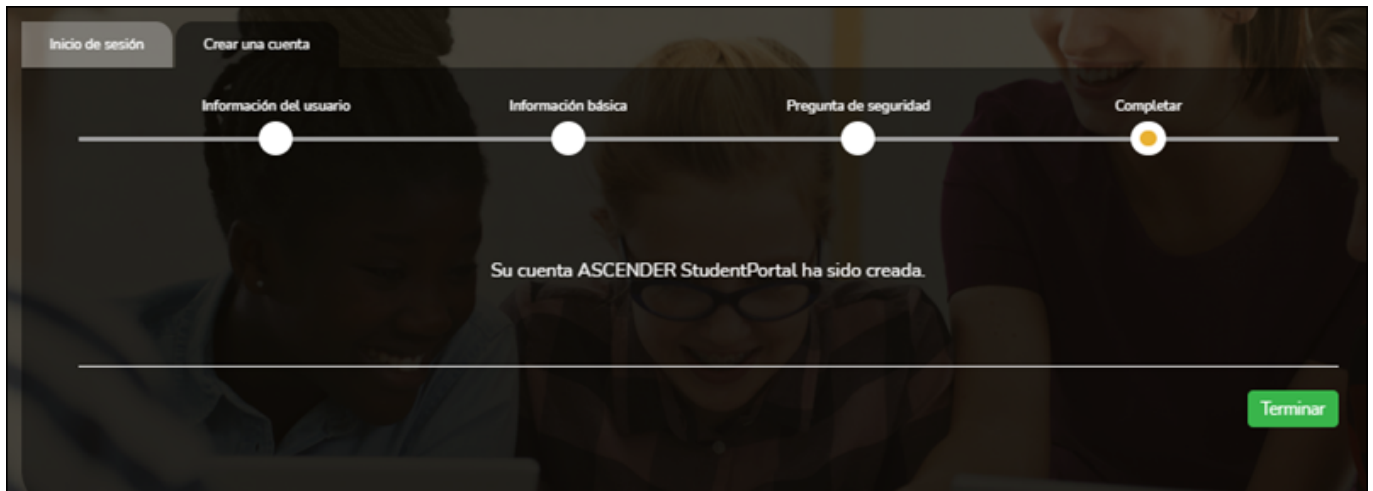 Inicio de sesión
Crear una cuenta
Información del usuario
Información básica
Pregunta de seguridad
Completar
Su cuenta ASCENDER StudentPortal ha sido creada.
Terminar